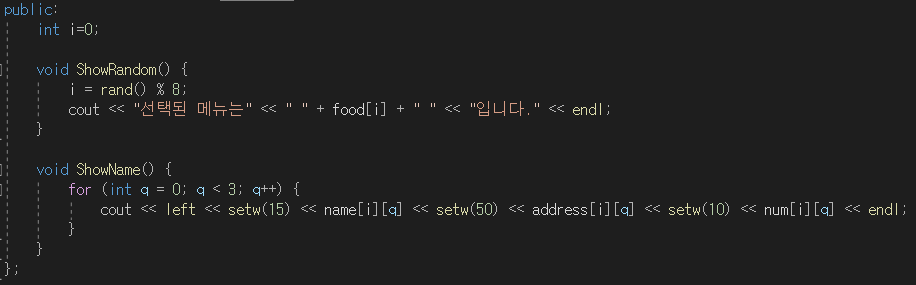 public:
int i=0;
void ShowRandom() {
i = rand() % 8;
cout << "선택된 메뉴는" << " " + food[i] + " " << "입니다." << endl;
}
void ShowName() {
for (int q = 0; q < 3; q++) {
cout << left << setw(15) << name[i][q] << setw(50) << address[i][q] << setw(10) << num[i][q] << endl;
}
}
};